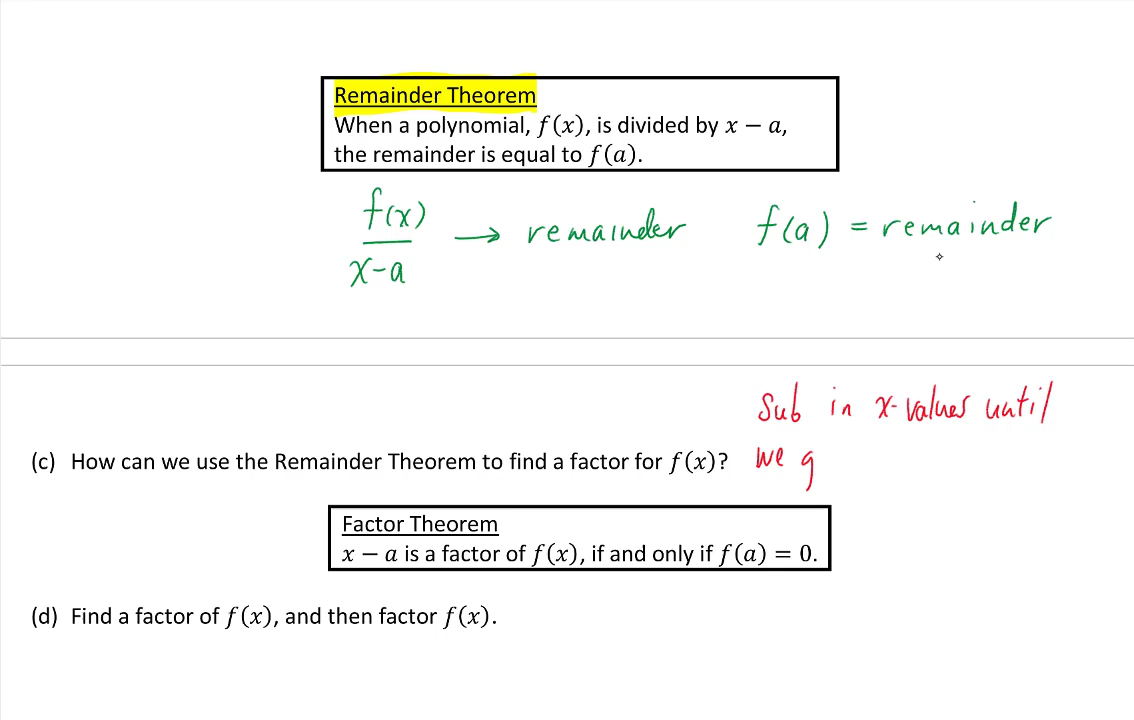 Remainder Theorem
When a polynomial, f(x), is divided by x − a,
the remainder is equal to f(a).
f(x)/x-a → remainder f(a) = remainder
Sub in x-values until
(c) How can we use the Remainder Theorem to find a factor for f(x)? we g
Factor Theorem
x − a is a factor of f(x), if and only if f(a) = 0.
(d) Find a factor of f(x), and then factor f(x).